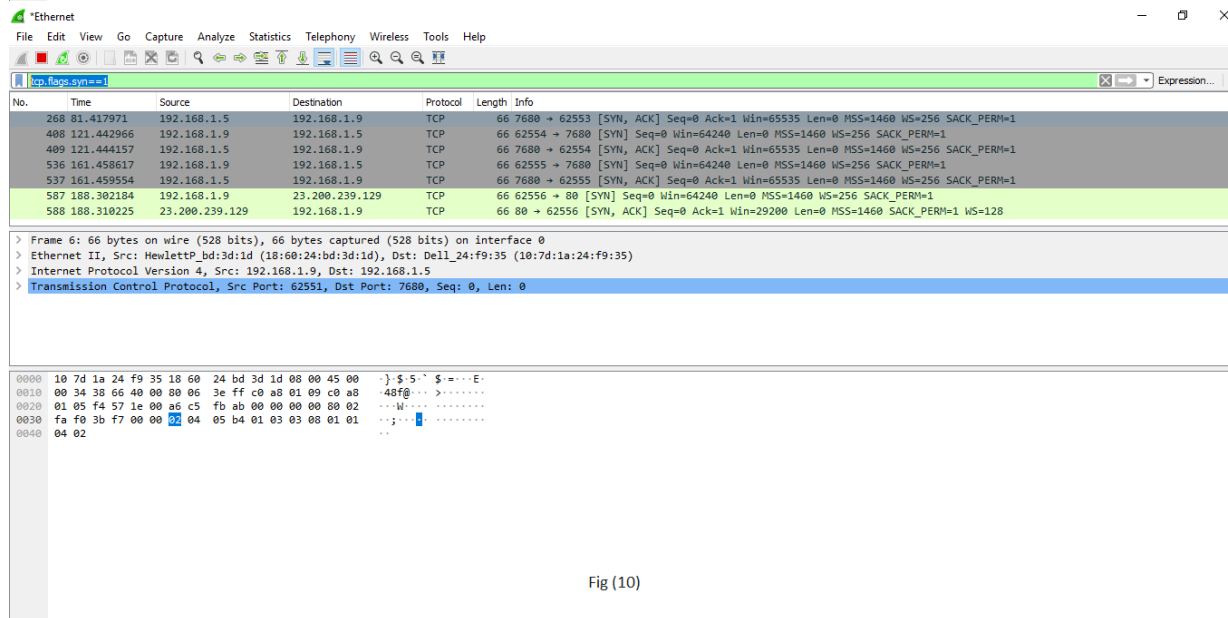 *Ethernet
File Edit View Go Capture Analyze Statistics Telephony Wireless Tools Help
tcp.flags.syn==1
Expression...
No. Time Source Destination Protocol Length Info
268 81.417971 192.168.1.5 192.168.1.9 TCP 66 7680 → 62553 [SYN, ACK] Seq=0 Ack=1 Win=65535 Len=0 MSS=1460 WS=256 SACK_PERM=1
408 121.442966 192.168.1.9 192.168.1.5 TCP 66 62554 → 7680 [SYN] Seq=0 Win=64240 Len=0 MSS=1460 WS=256 SACK_PERM=1
409 121.444157 192.168.1.5 192.168.1.9 TCP 66 7680 → 62554 [SYN, ACK] Seq=0 Ack=1 Win=65535 Len=0 MSS=1460 WS=256 SACK_PERM=1
536 161.458617 192.168.1.9 192.168.1.5 TCP 66 62555 → 7680 [SYN] Seq=0 Win=64240 Len=0 MSS=1460 WS=256 SACK_PERM=1
537 161.459554 192.168.1.5 192.168.1.9 TCP 66 7680 → 62555 [SYN, ACK] Seq=0 Ack=1 Win=65535 Len=0 MSS=1460 WS=256 SACK_PERM=1
587 188.302184 192.168.1.9 23.200.239.129 TCP 66 62556 → 80 [SYN] Seq=0 Win=64240 Len=0 MSS=1460 WS=256 SACK_PERM=1
588 188.310225 23.200.239.129 192.168.1.9 TCP 66 80 → 62556 [SYN, ACK] Seq=0 Ack=1 Win=29200 Len=0 MSS=1460 SACK_PERM=1 WS=128
> Frame 6: 66 bytes on wire (528 bits), 66 bytes captured (528 bits) on interface 0
> Ethernet II, Src: HewlettP_bd:3d:1d (18:60:24:bd:3d:1d), Dst: Dell_24:f9:35 (10:7d:1a:24:f9:35)
> Internet Protocol Version 4, Src: 192.168.1.9, Dst: 192.168.1.5
> Transmission Control Protocol, Src Port: 62551, Dst Port: 7680, Seq: 0, Len: 0
0000 10 7d 1a 24 f9 35 18 60 24 bd 3d 1d 08 00 45 00 ·}·$·5·` $·=···E·
0010 00 34 38 66 40 00 80 06 3e ff c0 a8 01 09 c0 a8 ·48f@··· >·······
0020 01 05 f4 57 1e 00 a6 c5 fb ab 00 00 00 00 80 02 ···W···· ········
0030 fa f0 3b f7 00 00 02 04 05 b4 01 03 03 08 01 01 ··;····· ········
0040 04 02 ··
Fig (10)